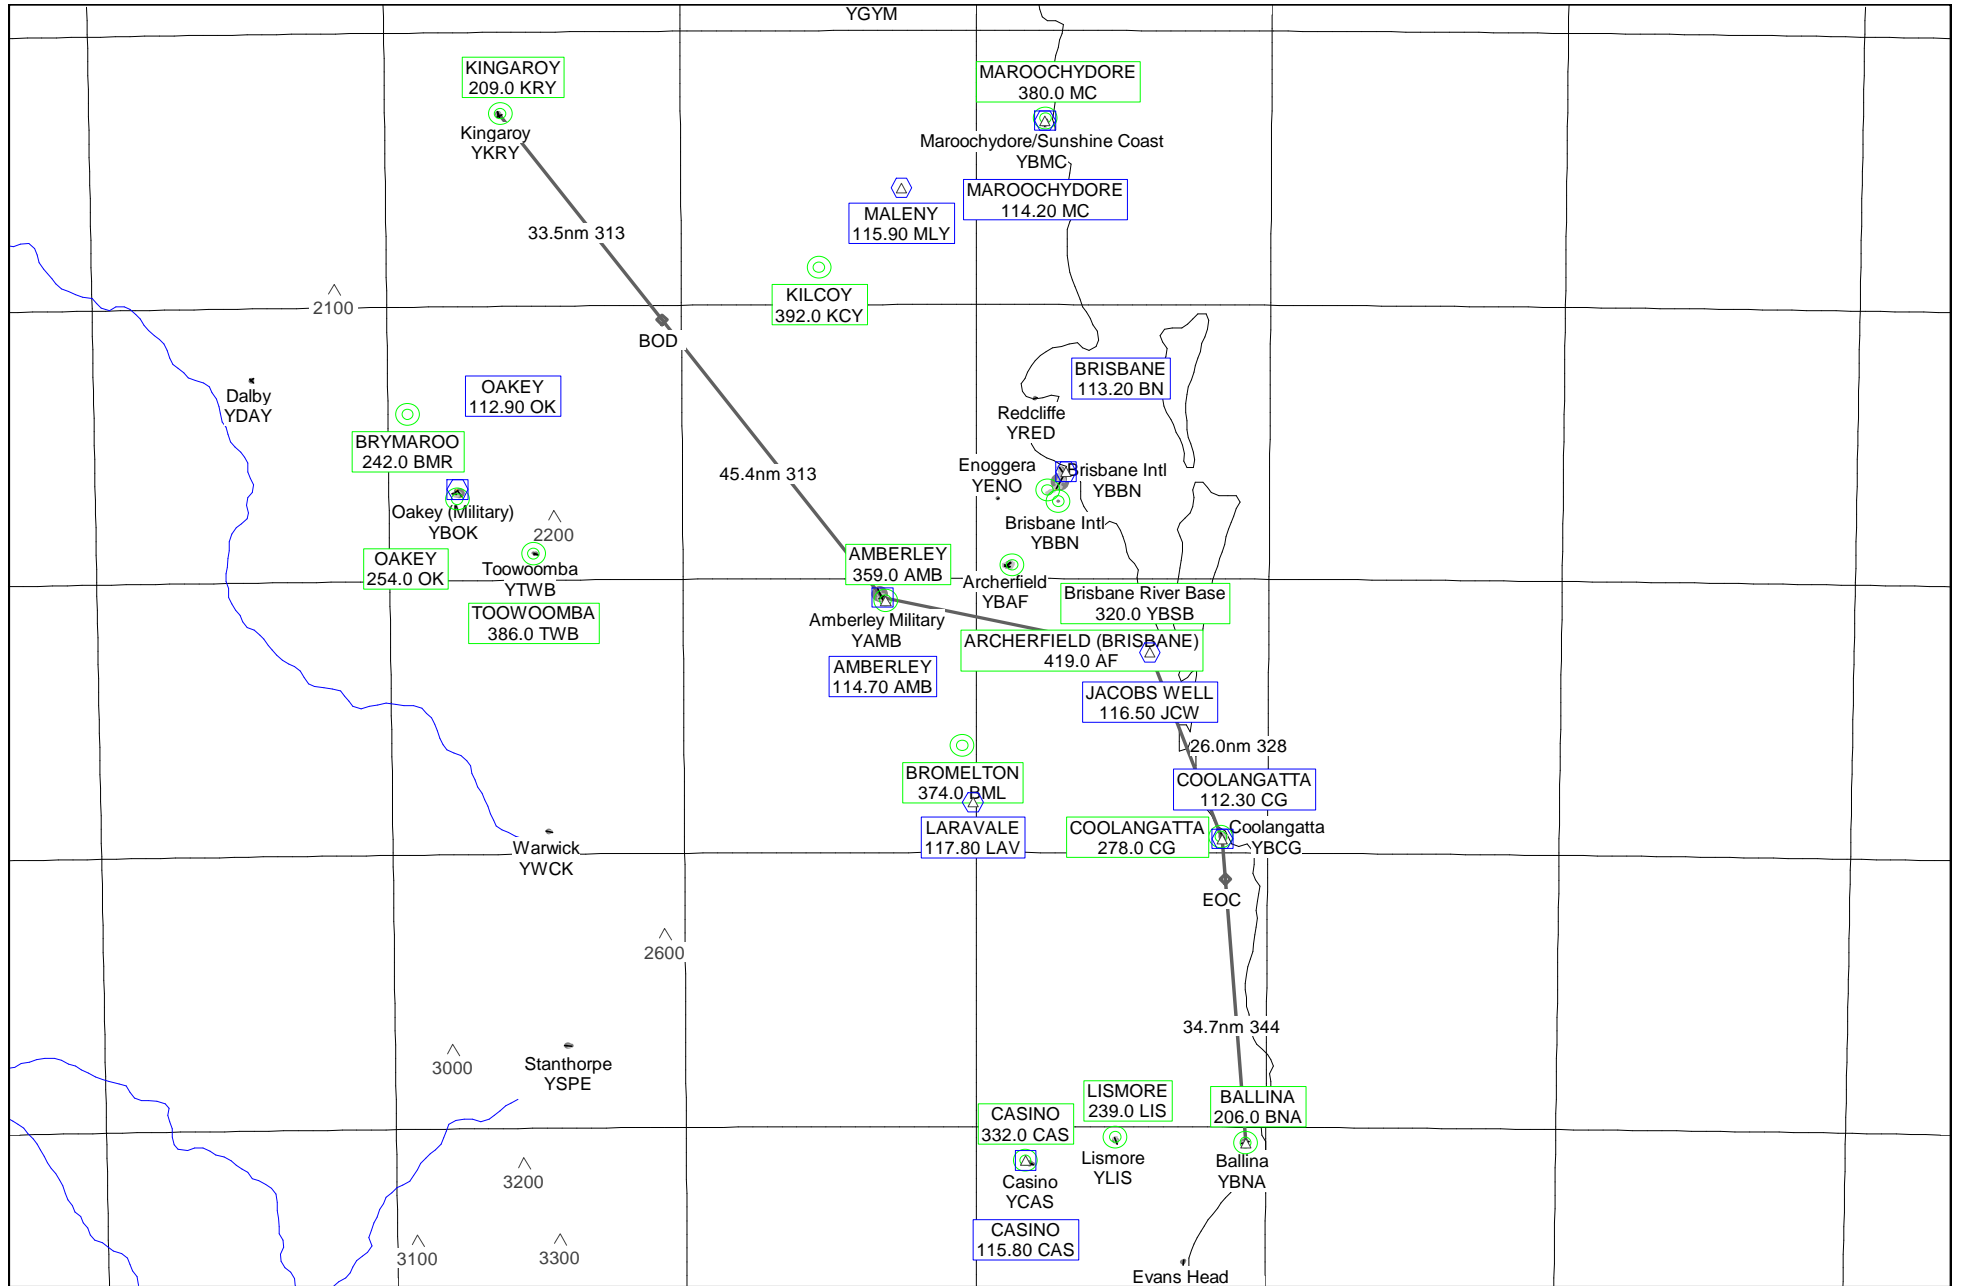 YGYM
KINGAROY
209.0 KRY
Kingaroy
YKRY
MAROOCHYDORE
380.0 MC
Maroochydore/Sunshine Coast
YBMC
MAROOCHYDORE
114.20 MC
MALENY
115.90 MLY
33.5nm 313
KILCOY
392.0 KCY
2100
BOD
Dalby
YDAY
OAKEY
112.90 OK
BRISBANE
113.20 BN
Redcliffe
YRED
BRYMAROO
242.0 BMR
45.4nm 313
Enoggera
YENO
Brisbane Intl
YBBN
Oakey (Military)
YBOK
2200
Brisbane Intl
YBBN
OAKEY
254.0 OK
Toowoomba
YTWB
TOOWOOMBA
386.0 TWB
AMBERLEY
359.0 AMB
Archerfield
YBAF
Brisbane River Base
320.0 YBSB
Amberley Military
YAMB
ARCHERFIELD (BRISBANE)
419.0 AF
AMBERLEY
114.70 AMB
JACOBS WELL
116.50 JCW
26.0nm 328
BROMELTON
374.0 BML
COOLANGATTA
112.30 CG
LARAVALE
117.80 LAV
COOLANGATTA
278.0 CG
Coolangatta
YBCG
Warwick
YWCK
EOC
2600
34.7nm 344
3000
Stanthorpe
YSPE
LISMORE
239.0 LIS
BALLINA
206.0 BNA
CASINO
332.0 CAS
Lismore
YLIS
Ballina
YBNA
3200
Casino
YCAS
CASINO
115.80 CAS
3100
3300
Evans Head